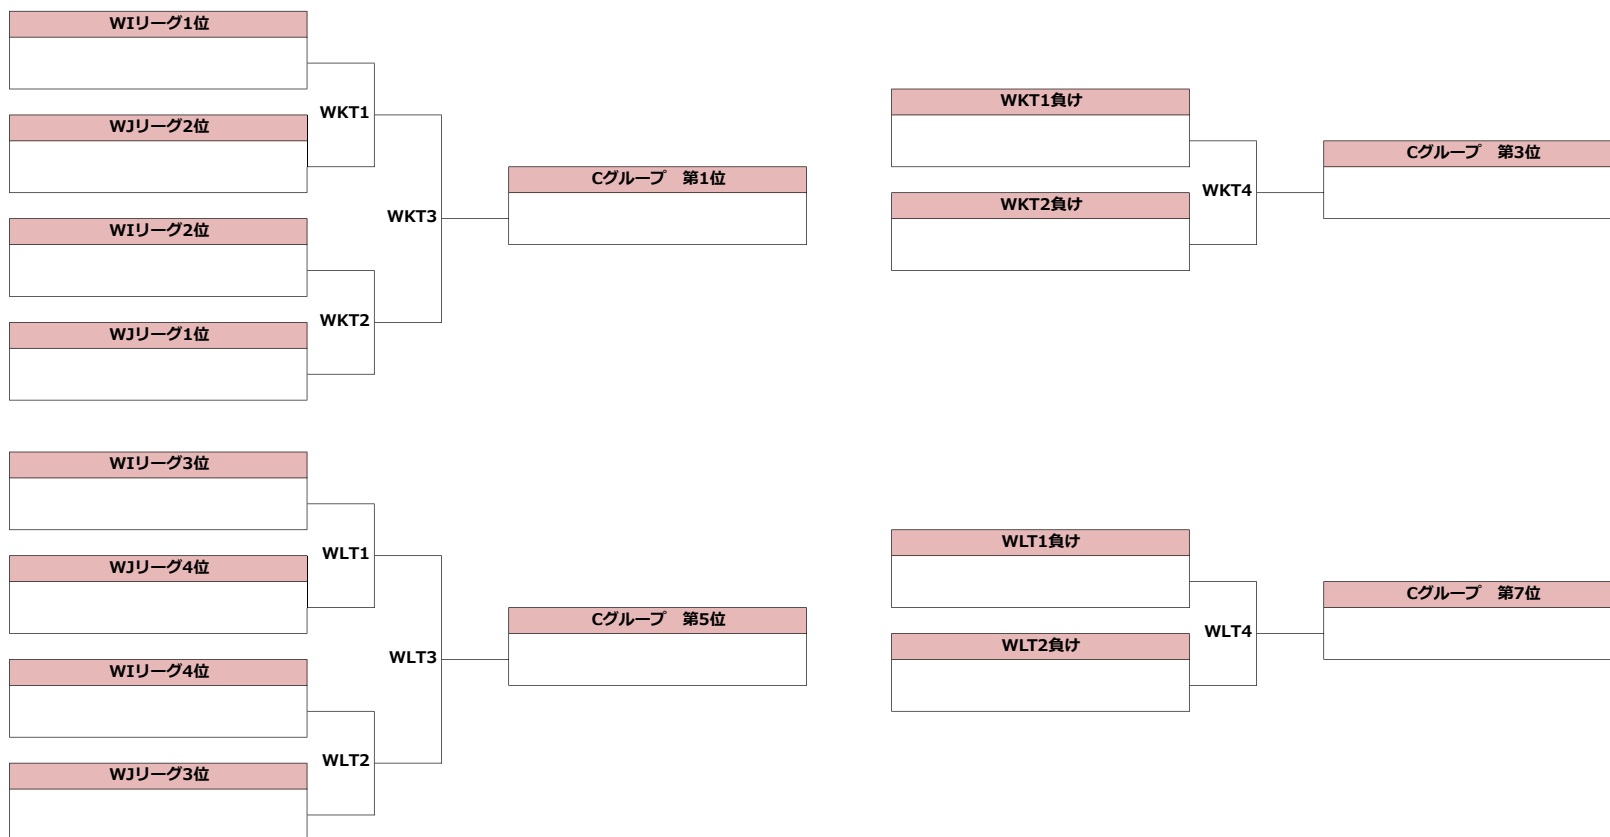 WIリーグ1位
WKT1
WJリーグ2位
WKT3
Cグループ　第1位
WIリーグ2位
WKT2
WJリーグ1位
WKT1負け
WKT4
Cグループ　第3位
WKT2負け
WIリーグ3位
WLT1
WJリーグ4位
WLT3
Cグループ　第5位
WIリーグ4位
WLT2
WJリーグ3位
WLT1負け
WLT4
Cグループ　第7位
WLT2負け